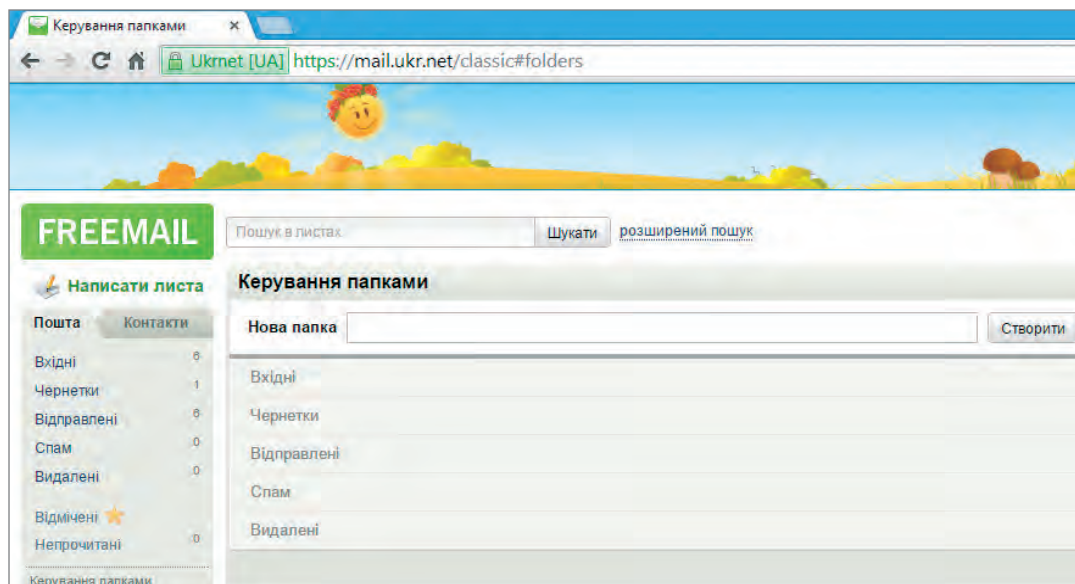 Керування папками
Ukrnet [UA] https://mail.ukr.net/classic#folders
FREEMAIL
Пошук в листах
Шукати
розширений пошук
Написати листа
Керування папками
Пошта Контакти
Нова папка
Створити
Вхідні 6
Чернетки 1
Відправлені 6
Спам 0
Видалені 0
Відмічені
Непрочитані 0
Керування папками
Вхідні
Чернетки
Відправлені
Спам
Видалені